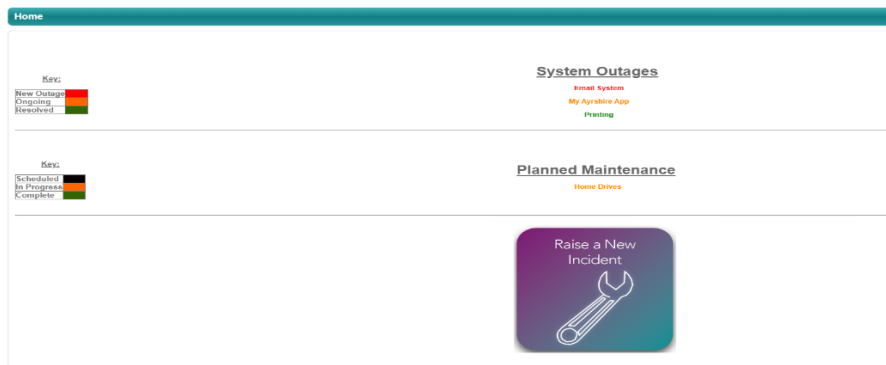 Home
System Outages
Key:
Email System
New Outage
Ongoing
My Ayrshire App
Resolved
Printing
Key:
Planned Maintenance
Scheduled
In Progress
Home Drives
Complete
Raise a New
Incident